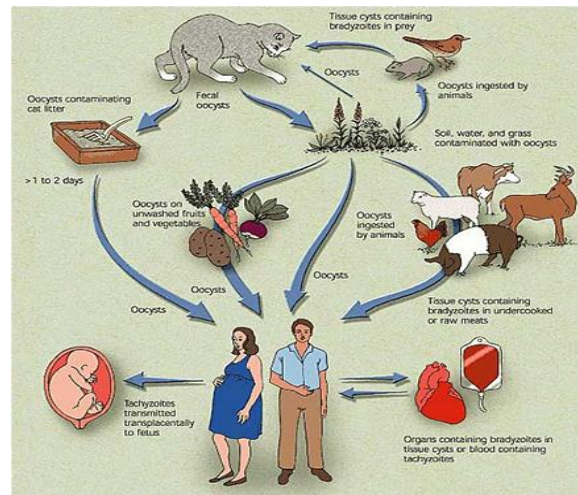 Tissue cysts containing
bradyzoites in prey
Oocysts
Oocysts ingested by
animals
Oocysts contaminating
cat litter
Fecal
oocysts
Soil, water, and grass
contaminated with oocysts
>1 to 2 days
Oocysts on
unwashed fruits
and vegetables
Oocysts
ingested
by animals
Oocysts
Oocysts
Oocysts
Tissue cysts containing
bradyzoites in undercooked
or raw meats
Tachyzoites
transmitted
transplacentally
to fetus
Organs containing bradyzoites in
tissue cysts or blood containing
tachyzoites